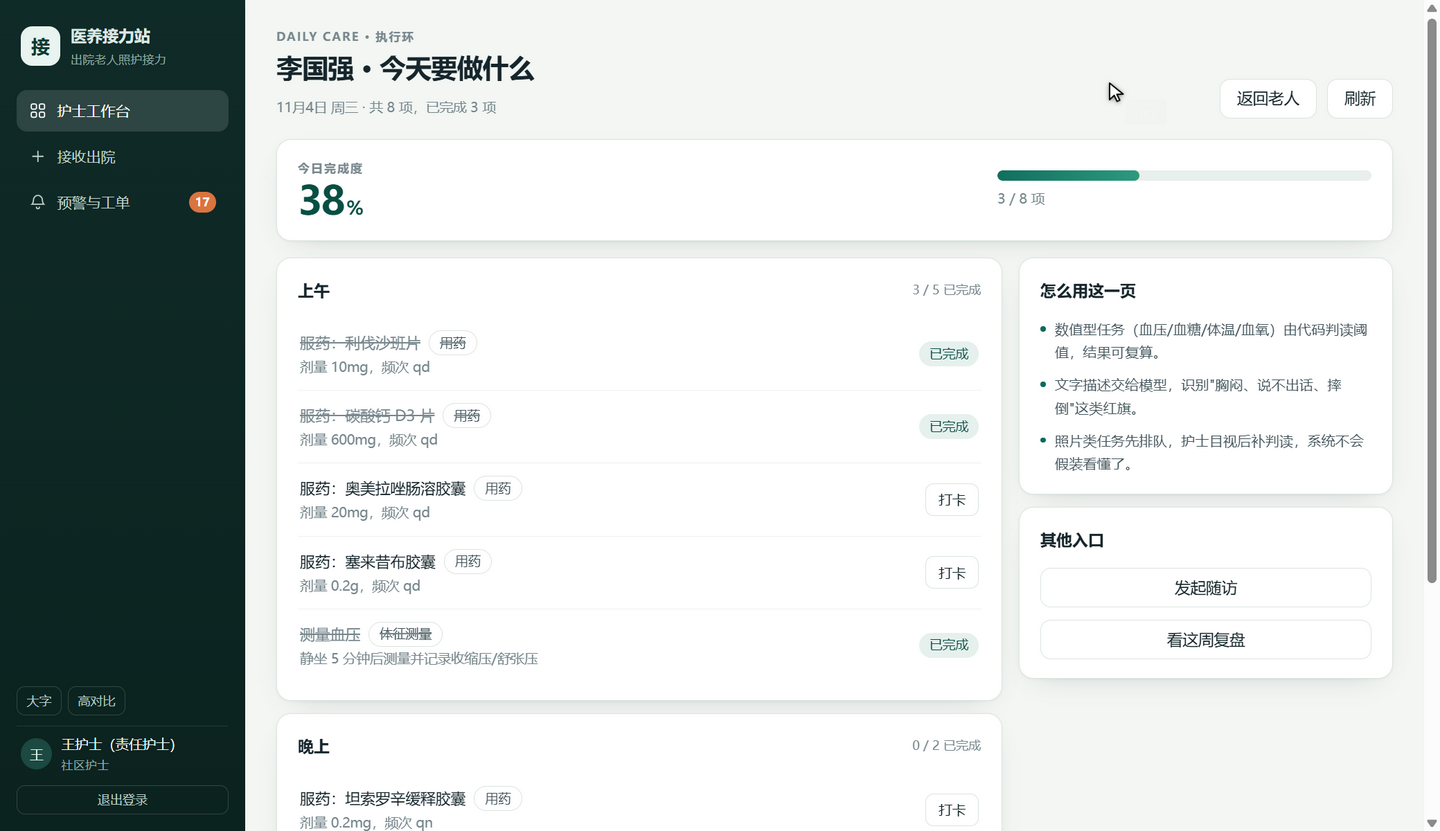 接
医养接力站
出院老人照护接力
护士工作台
接收出院
预警与工单
17
大字
高对比
王
王护士（责任护士）
社区护士
退出登录
DAILY CARE • 执行环
李国强 • 今天要做什么
11月4日 周三 · 共 8 项，已完成 3 项
返回老人
刷新
今日完成度
38%
3 / 8 项
上午
3 / 5 已完成
服药：利伐沙班片 用药
剂量 10mg，频次 qd
已完成
服药：碳酸钙 D3 片 用药
剂量 600mg，频次 qd
已完成
服药：奥美拉唑肠溶胶囊 用药
剂量 20mg，频次 qd
打卡
服药：塞来昔布胶囊 用药
剂量 0.2g，频次 qd
打卡
测量血压 体征测量
静坐 5 分钟后测量并记录收缩压/舒张压
已完成
晚上
0 / 2 已完成
服药：坦索罗辛缓释胶囊 用药
剂量 0.2mg，频次 qn
打卡
怎么用这一页
数值型任务（血压/血糖/体温/血氧）由代码判读阈
值，结果可复算。
文字描述交给模型，识别"胸闷、说不出话、摔
倒"这类红旗。
照片类任务先排队，护士目视后补判读，系统不会
假装看懂了。
其他入口
发起随访
看这周复盘